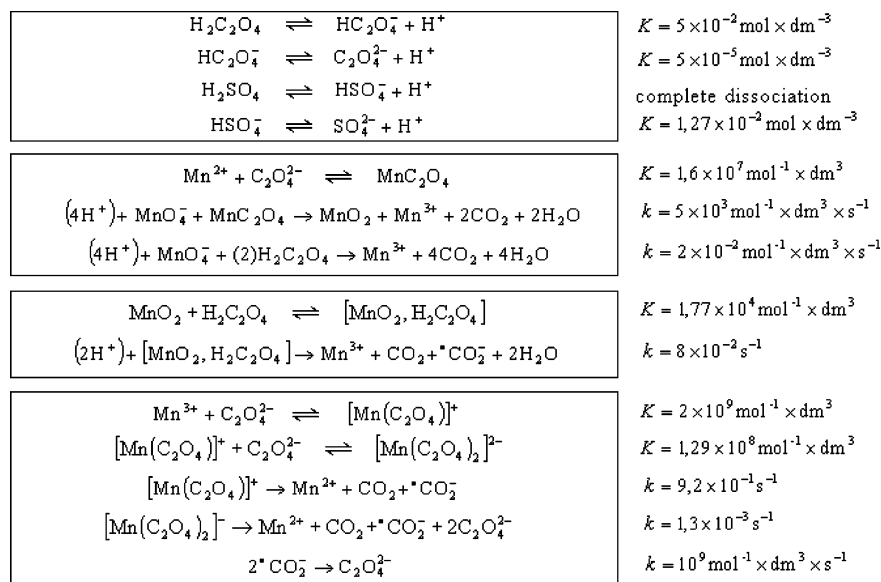 H₂C₂O₄ ⇌ HC₂O₄⁻ + H⁺ K = 5×10⁻² mol × dm⁻³
HC₂O₄⁻ ⇌ C₂O₄²⁻ + H⁺ K = 5×10⁻⁵ mol × dm⁻³
H₂SO₄ ⇌ HSO₄⁻ + H⁺ complete dissociation
HSO₄⁻ ⇌ SO₄²⁻ + H⁺ K = 1,27×10⁻² mol × dm⁻³
Mn²⁺ + C₂O₄²⁻ ⇌ MnC₂O₄ K = 1,6×10⁷ mol⁻¹ × dm³
(4H⁺)+ MnO₄⁻ + MnC₂O₄ → MnO₂ + Mn³⁺ + 2CO₂ + 2H₂O k = 5×10³ mol⁻¹ × dm³ × s⁻¹
(4H⁺)+ MnO₄⁻ + (2)H₂C₂O₄ → Mn³⁺ + 4CO₂ + 4H₂O k = 2×10⁻² mol⁻¹ × dm³ × s⁻¹
MnO₂ + H₂C₂O₄ ⇌ [MnO₂, H₂C₂O₄] K = 1,77×10⁴ mol⁻¹ × dm³
(2H⁺)+ [MnO₂, H₂C₂O₄] → Mn³⁺ + CO₂ + •CO₂⁻ + 2H₂O k = 8×10⁻² s⁻¹
Mn³⁺ + C₂O₄²⁻ ⇌ [Mn(C₂O₄)]⁺ K = 2×10⁹ mol⁻¹ × dm³
[Mn(C₂O₄)]⁺ + C₂O₄²⁻ ⇌ [Mn(C₂O₄)₂]²⁻ K = 1,29×10⁸ mol⁻¹ × dm³
[Mn(C₂O₄)]⁺ → Mn²⁺ + CO₂ + •CO₂⁻ k = 9,2×10⁻¹ s⁻¹
[Mn(C₂O₄)₂]⁻ → Mn²⁺ + CO₂ + •CO₂⁻ + 2C₂O₄²⁻ k = 1,3×10⁻³ s⁻¹
2•CO₂⁻ → C₂O₄²⁻ k = 10⁹ mol⁻¹ × dm³ × s⁻¹